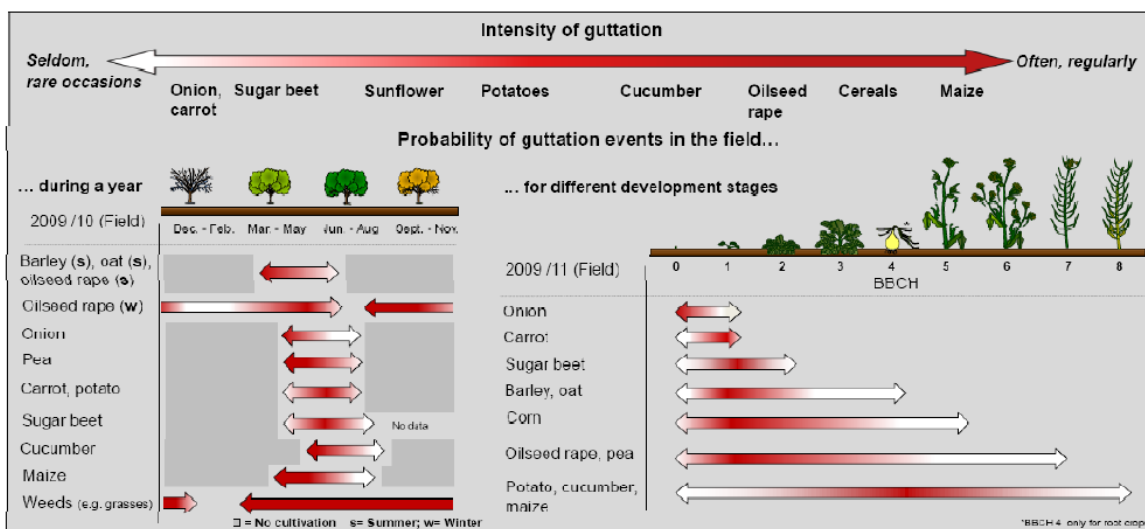 Intensity of guttation
Seldom,
rare occasions
Often, regularly
Onion,
carrot
Sugar beet
Sunflower
Potatoes
Cucumber
Oilseed
rape
Cereals
Maize
Probability of guttation events in the field...
... during a year
2009 /10 (Field)
Dec. - Feb. Mar. - May Jun. - Aug Sept. - Nov.
Barley (s), oat (s),
oilseed rape (s)
Oilseed rape (w)
Onion
Pea
Carrot, potato
Sugar beet
No data
Cucumber
Maize
Weeds (e.g. grasses)
= No cultivation s= Summer; w= Winter
... for different development stages
2009 /11 (Field)
0 1 2 3 4 5 6 7 8
BBCH
Onion
Carrot
Sugar beet
Barley, oat
Corn
Oilseed rape, pea
Potato, cucumber,
maize
*BBCH 4 only for root crops